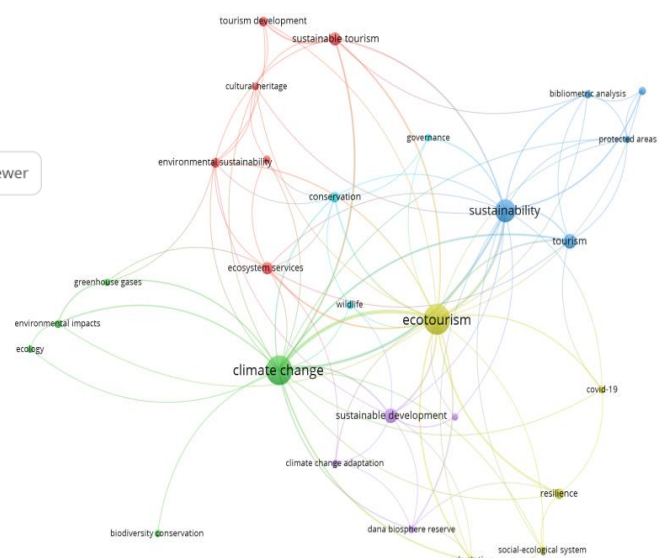 tourism development
sustainable tourism
cultural heritage
bibliometric analysis
governance
protected areas
environmental sustainability
ewer
conservation
sustainability
tourism
ecosystem services
greenhouse gases
wildlife
environmental impacts
ecotourism
ecology
climate change
covid-19
sustainable development
climate change adaptation
resilience
dana biosphere reserve
biodiversity conservation
social-ecological system